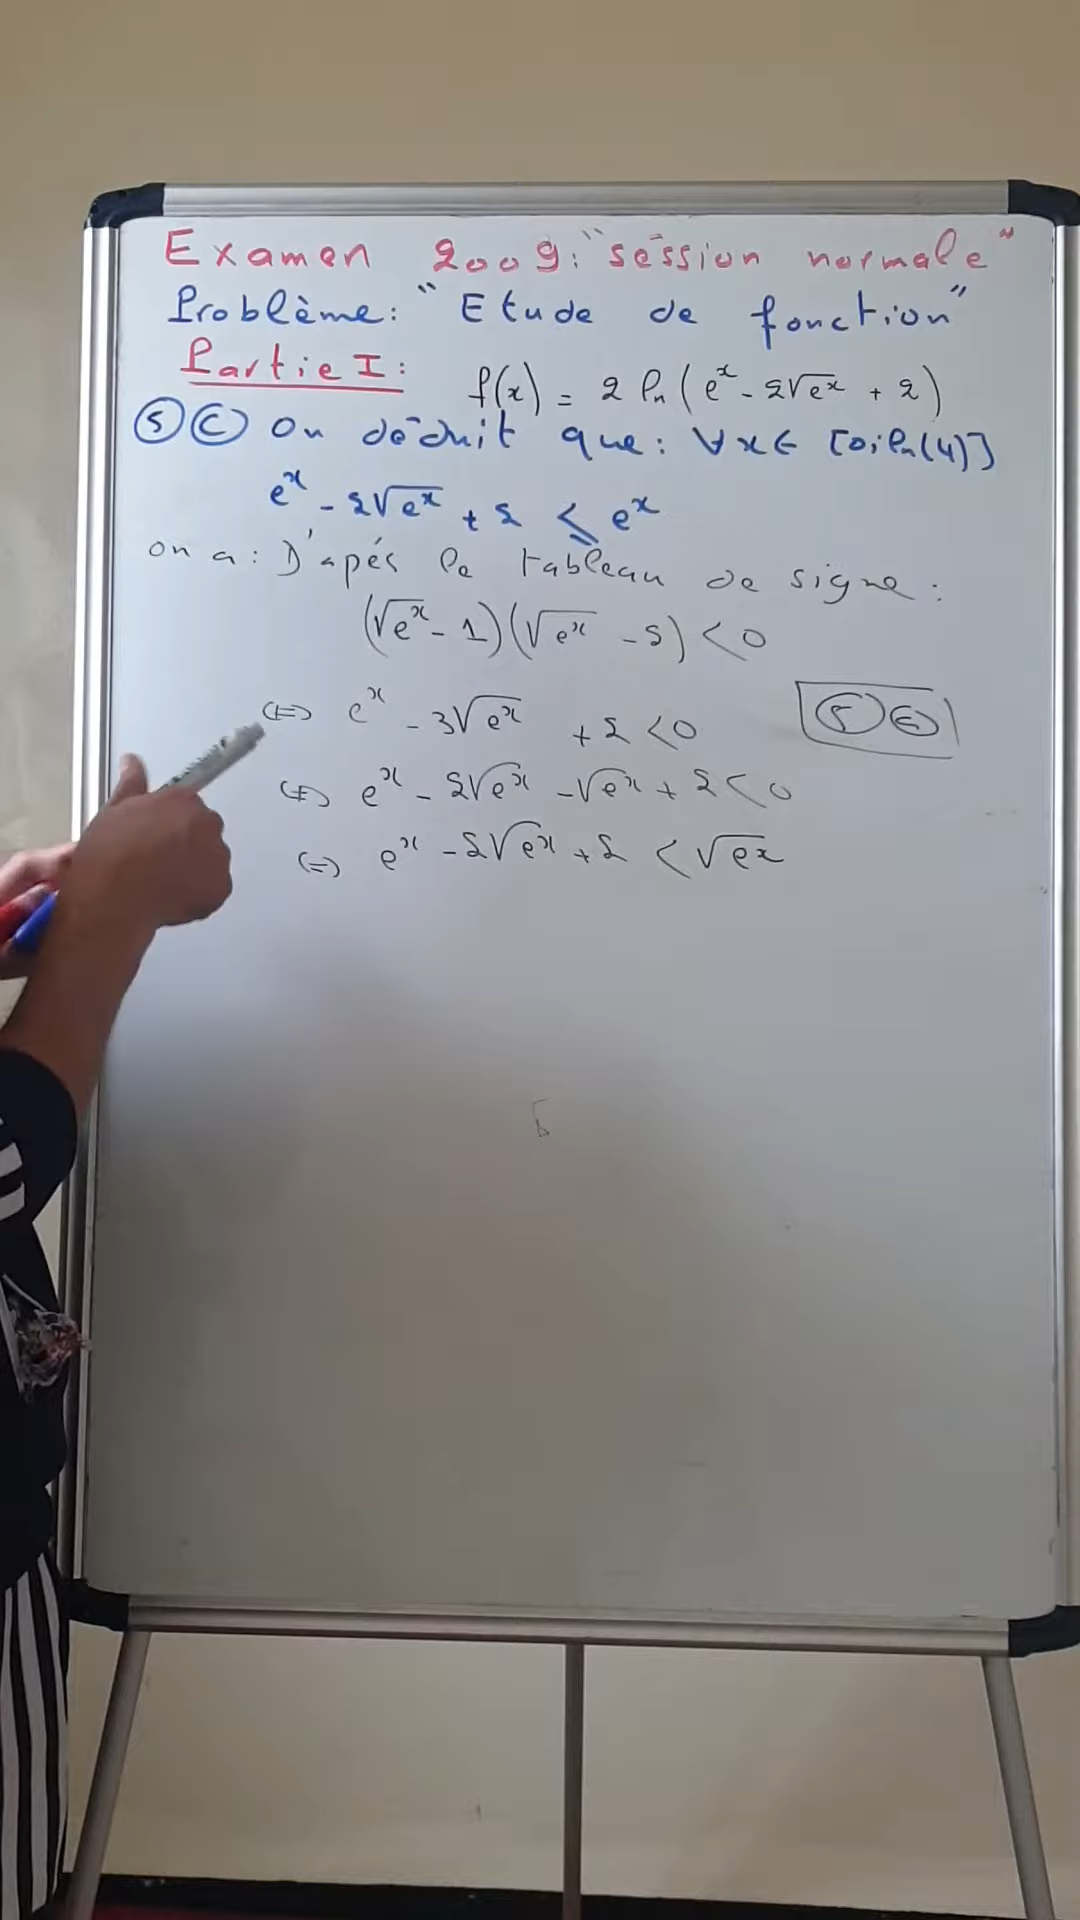 Examen 2009: "session normale"
Problème: "Etude de fonction"
Partie I:
f(x) = 2 ln(e^x - 2√e^x + 2)
5 C On déduit que: ∀x∈ [0;ln(4)]
e^x - 2√e^x + 2 ≤ e^x
on a: D'apés le tableau de signe:
(√e^x - 1)(√e^x - 2) < 0
(=) e^x - 3√e^x + 2 < 0
5
(=) e^x - 2√e^x - √e^x + 2 < 0
(=) e^x - 2√e^x + 2 < √e^x